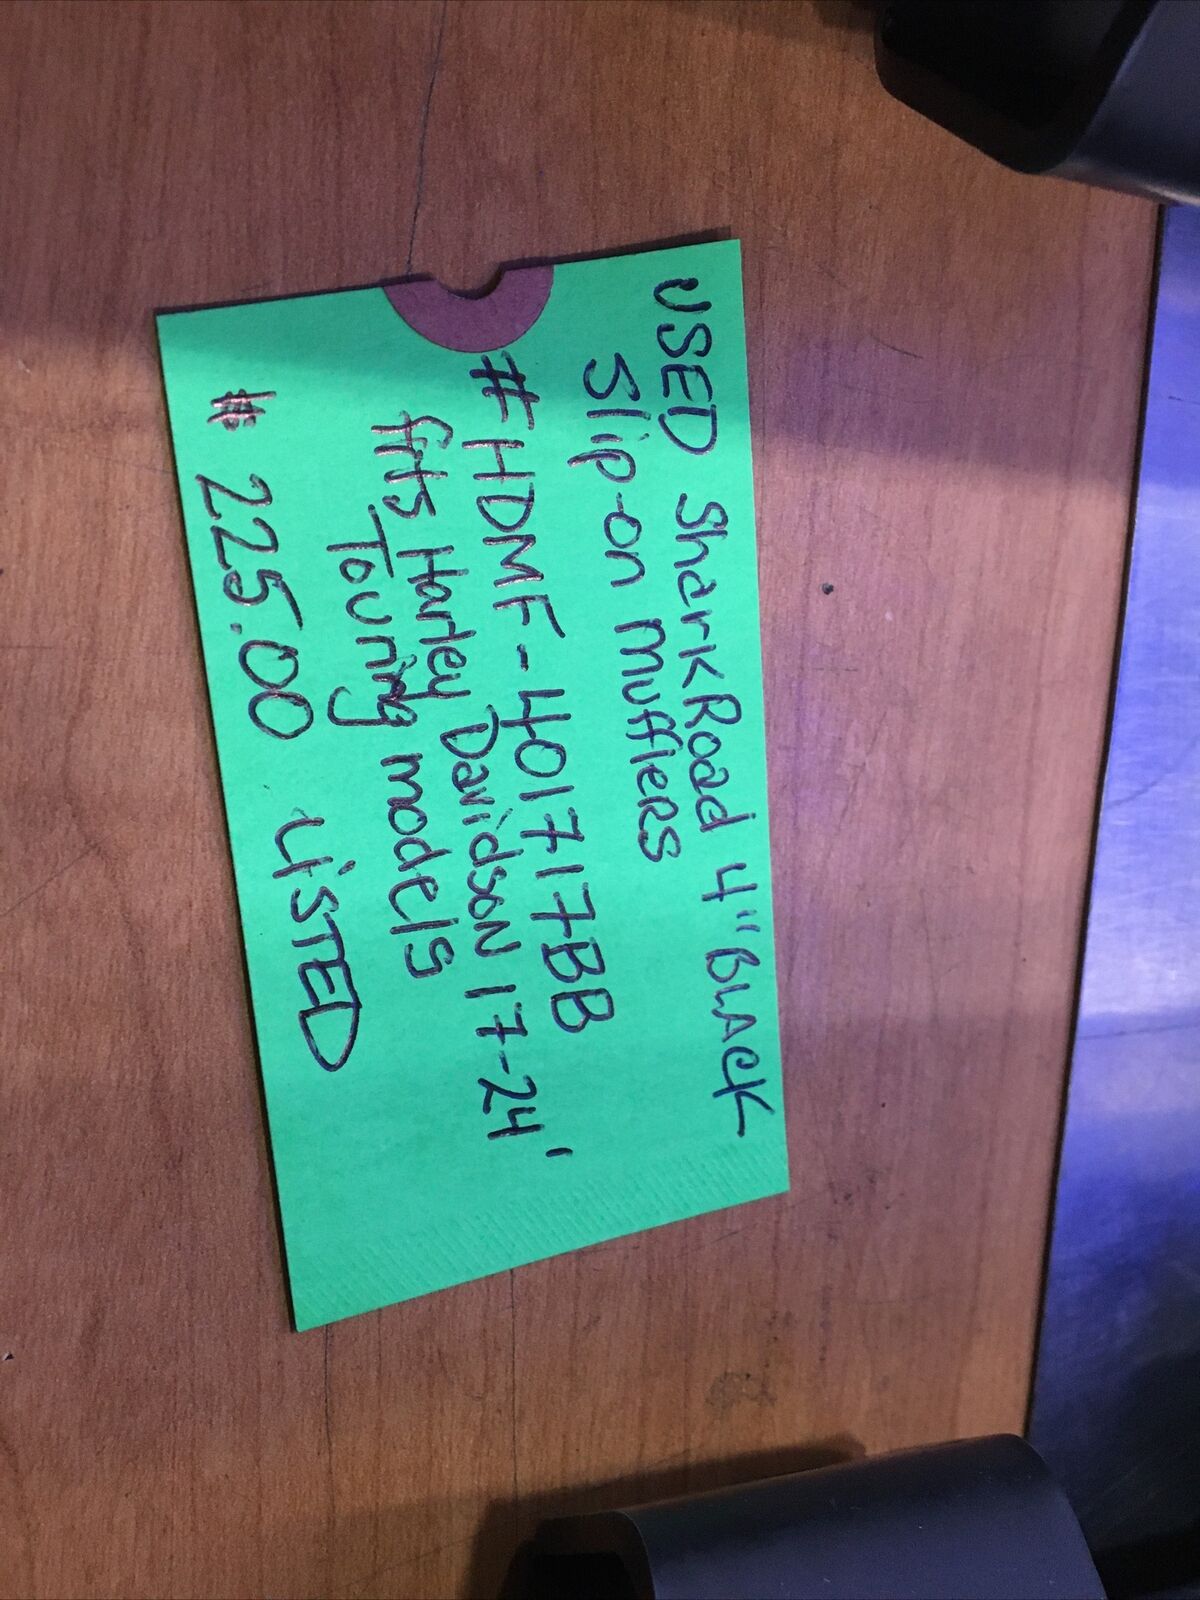 USED SharkRoad 4" BLACK
Slip-on mufflers
#HDMF-401717BB
fits Harley Davidson 17-24'
Touring models
# 225.00 LiSTED